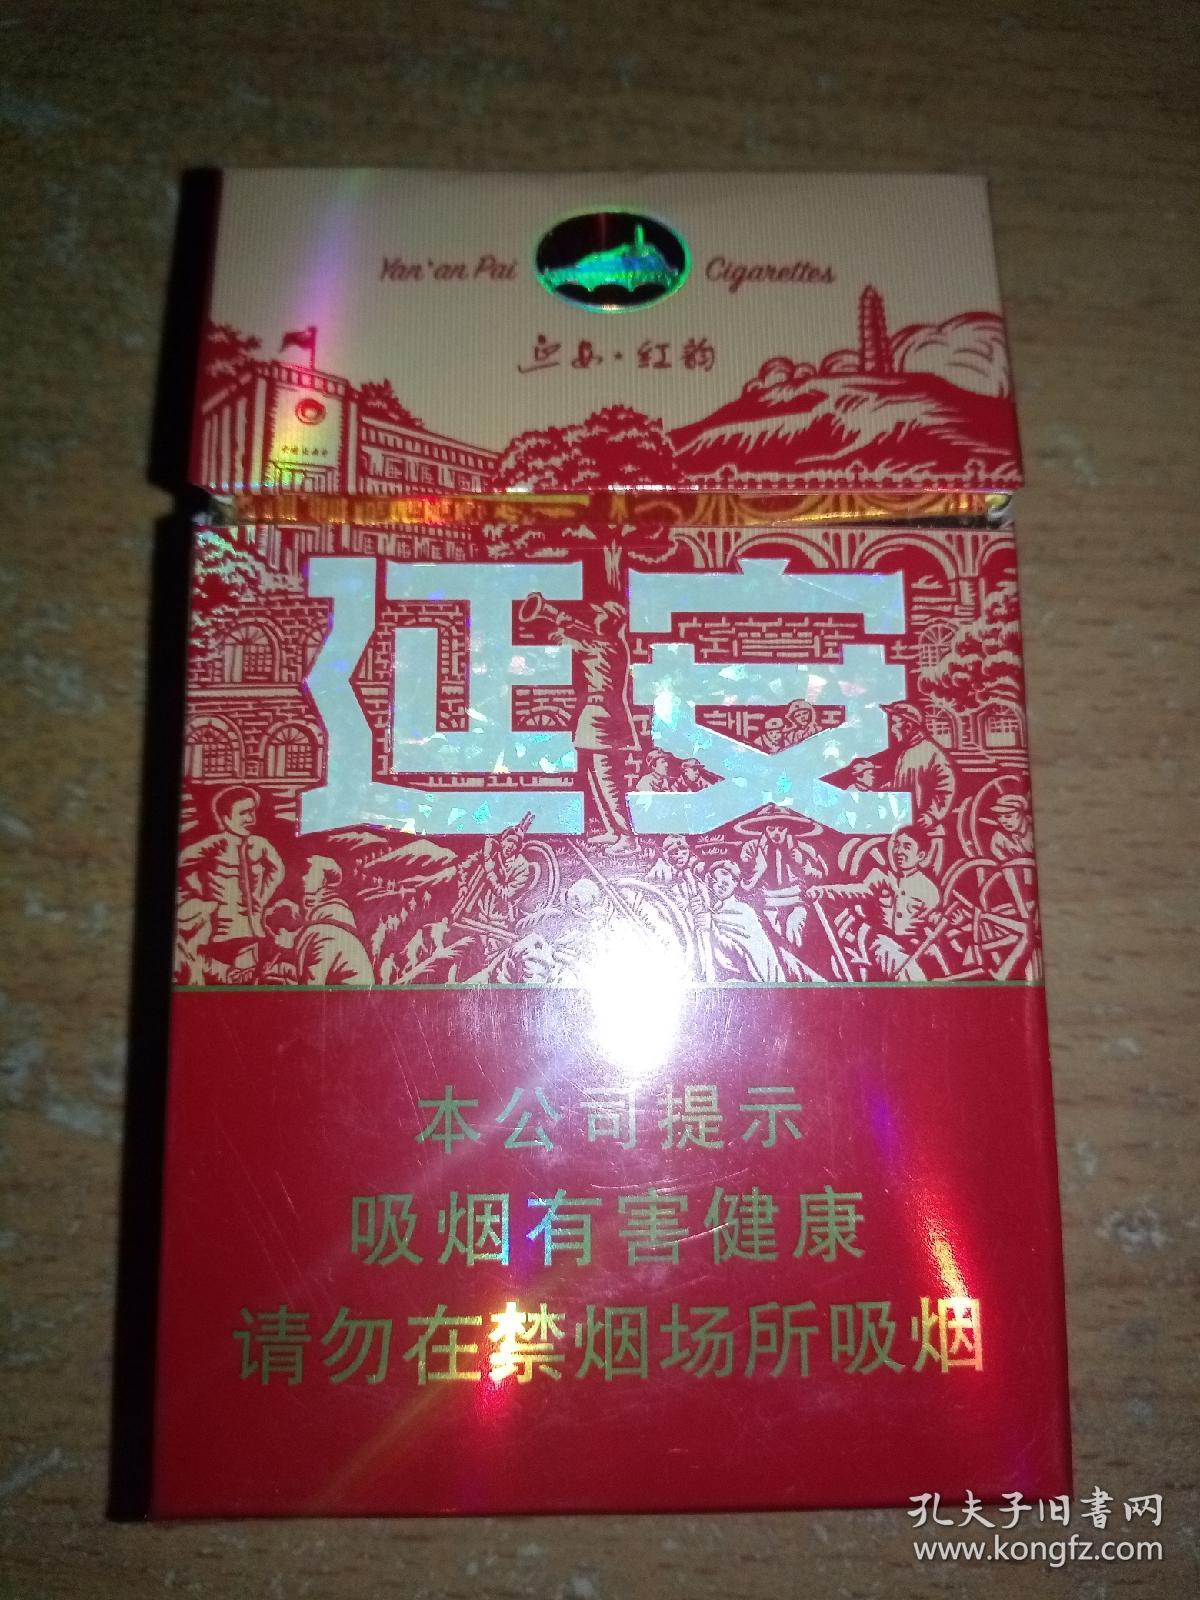 Yan'an Pai Cigarettes
延安·红韵
延安
本公司提示
吸烟有害健康
请勿在禁烟场所吸烟
孔夫子旧书网
www.kongfz.com